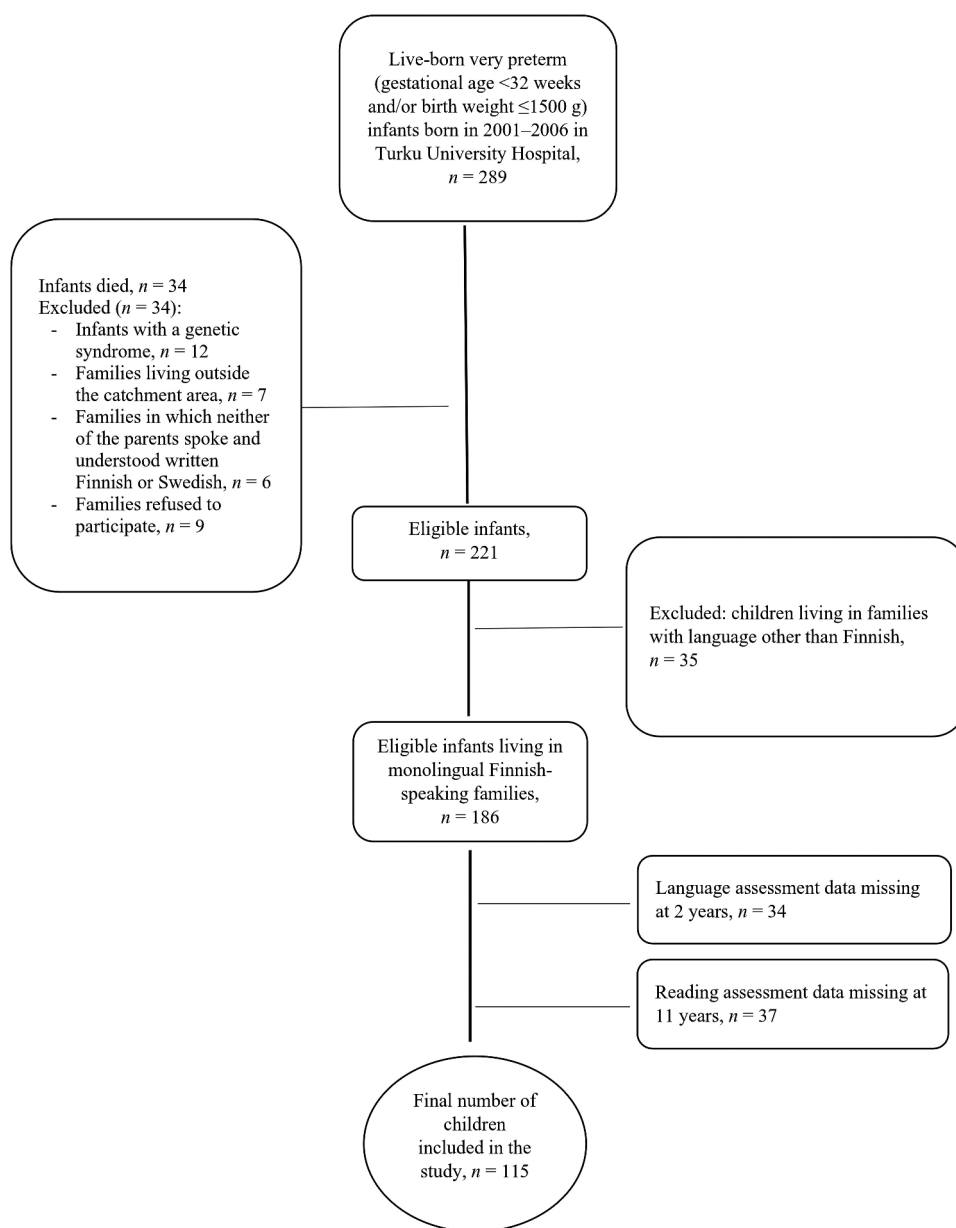 Live-born very preterm
(gestational age <32 weeks
and/or birth weight ≤1500 g)
infants born in 2001–2006 in
Turku University Hospital,
n = 289
Infants died, n = 34
Excluded (n = 34):
- Infants with a genetic
syndrome, n = 12
- Families living outside
the catchment area, n = 7
- Families in which neither
of the parents spoke and
understood written
Finnish or Swedish, n = 6
- Families refused to
participate, n = 9
Eligible infants,
n = 221
Excluded: children living in families
with language other than Finnish,
n = 35
Eligible infants living in
monolingual Finnish-
speaking families,
n = 186
Language assessment data missing
at 2 years, n = 34
Reading assessment data missing at
11 years, n = 37
Final number of
children
included in the
study, n = 115